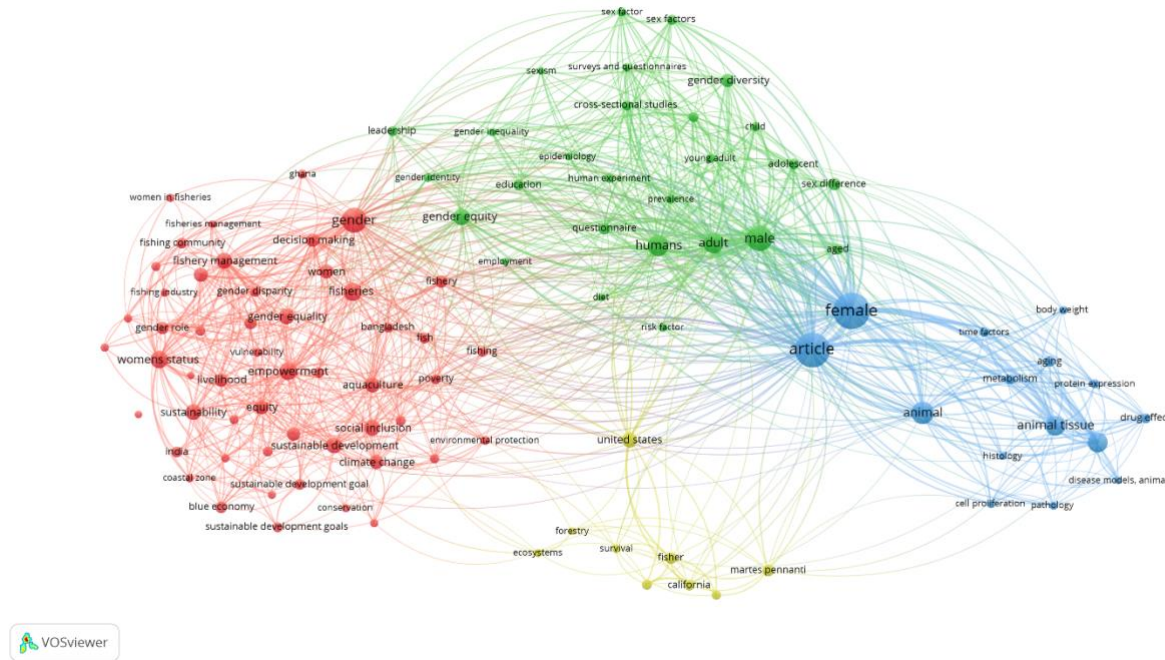 sex factor
sex factors
sexism
surveys and questionnaires
gender diversity
cross-sectional studies
leadership
gender inequality
child
epidemiology
young adult
adolescent
ghana
gender identity
education
human experiment
sex difference
women in fisheries
prevalence
gender
gender equity
fisheries management
questionnaire
fishing community
decision making
humans
adult
male
aged
fishery management
women
employment
fishery
fishing industry
gender disparity
fisheries
diet
female
body weight
gender role
gender equality
bangladesh
risk factor
time factors
fish
article
womens status
vulnerability
fishing
aging
livelihood
empowerment
aquaculture
poverty
metabolism
protein expression
sustainability
equity
animal
drug effect
social inclusion
animal tissue
india
sustainable development
environmental protection
united states
climate change
histology
coastal zone
sustainable development goal
disease models, anima
blue economy
conservation
cell proliferation
pathology
sustainable development goals
forestry
ecosystems
survival
fisher
martes pennanti
california
VOSviewer